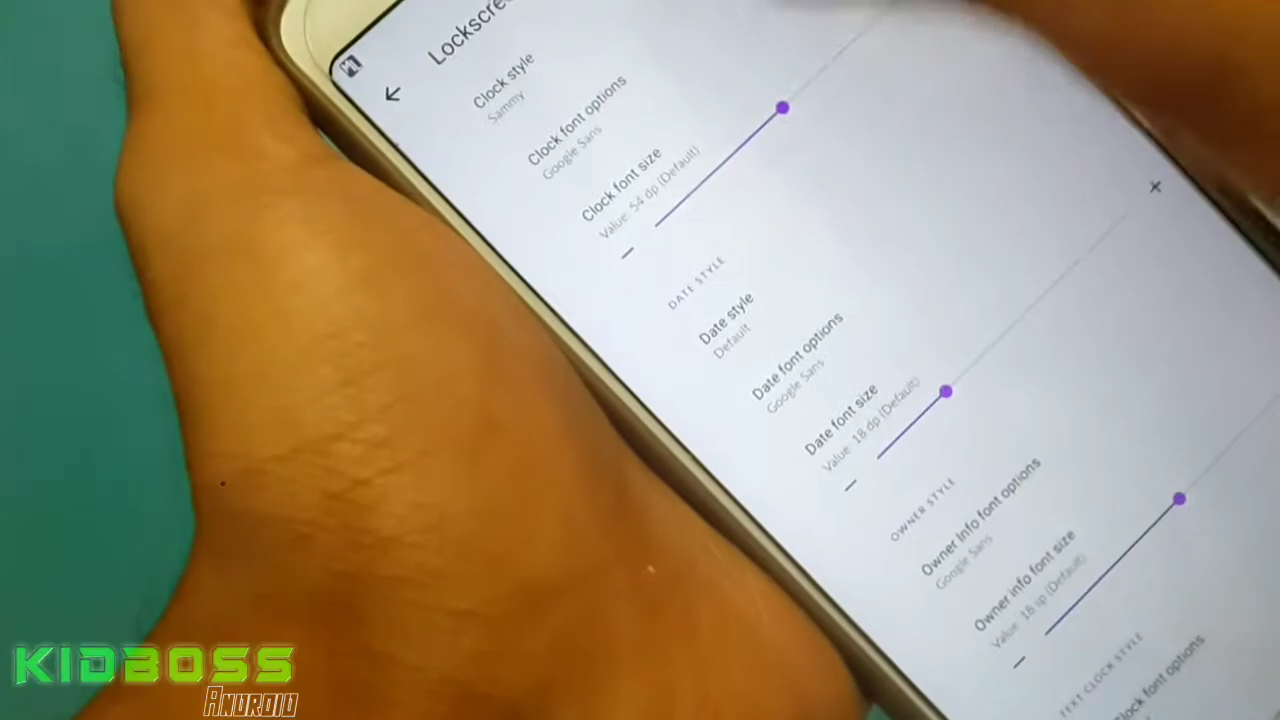 Lockscre
Clock style
Sammy
Clock font options
Google Sans
Clock font size
Value: 54 dp (Default)
DATE STYLE
Date style
Default
Date font options
Google Sans
Date font size
Value: 18 dp (Default)
OWNER STYLE
Owner Info font options
Google Sans
Owner info font size
Value: 18 sp (Default)
TEXT CLOCK STYLE
lock font options
KIDBOSS
ANDROID